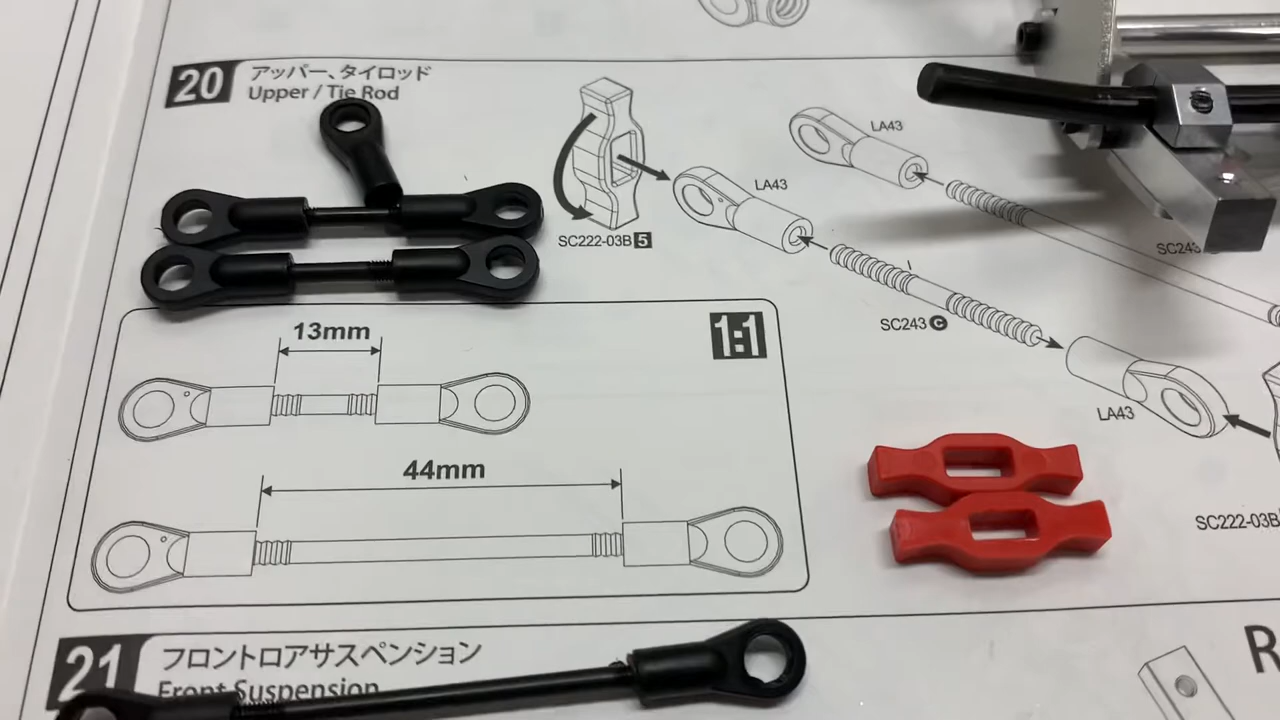 20 アッパー、タイロッド
Upper / Tie Rod
LA43
LA43
SC222-03B 5
SC243
SC243 C
13mm
1:1
LA43
44mm
SC222-03B
21 フロントロアサスペンション
Front Suspension
R